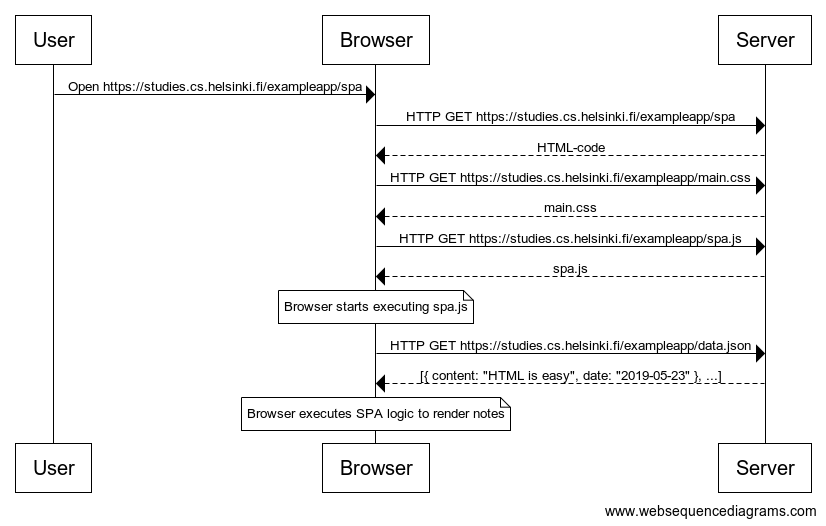 User
Browser
Server
Open https://studies.cs.helsinki.fi/exampleapp/spa
HTTP GET https://studies.cs.helsinki.fi/exampleapp/spa
HTML-code
HTTP GET https://studies.cs.helsinki.fi/exampleapp/main.css
main.css
HTTP GET https://studies.cs.helsinki.fi/exampleapp/spa.js
spa.js
Browser starts executing spa.js
HTTP GET https://studies.cs.helsinki.fi/exampleapp/data.json
[{ content: "HTML is easy", date: "2019-05-23" }, ...]
Browser executes SPA logic to render notes
User
Browser
Server
www.websequencediagrams.com